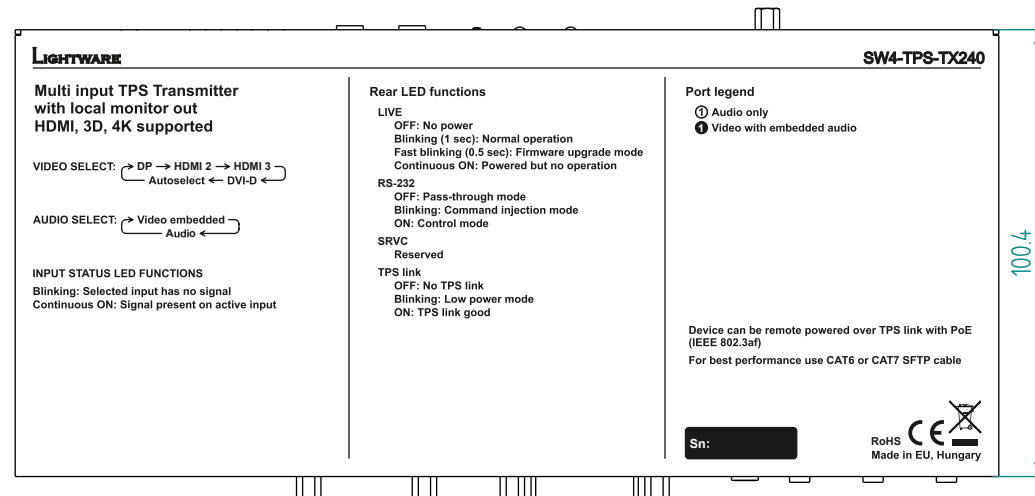 LIGHTWARE
SW4-TPS-TX240
Multi input TPS Transmitter
with local monitor out
HDMI, 3D, 4K supported
VIDEO SELECT: DP → HDMI 2 → HDMI 3
Autoselect ← DVI-D ←
AUDIO SELECT: Video embedded
Audio ←
INPUT STATUS LED FUNCTIONS
Blinking: Selected input has no signal
Continuous ON: Signal present on active input
Rear LED functions
LIVE
OFF: No power
Blinking (1 sec): Normal operation
Fast blinking (0.5 sec): Firmware upgrade mode
Continuous ON: Powered but no operation
RS-232
OFF: Pass-through mode
Blinking: Command injection mode
ON: Control mode
SRVC
Reserved
TPS link
OFF: No TPS link
Blinking: Low power mode
ON: TPS link good
Port legend
① Audio only
❶ Video with embedded audio
Device can be remote powered over TPS link with PoE
(IEEE 802.3af)
For best performance use CAT6 or CAT7 SFTP cable
Sn:
RoHS CE
Made in EU, Hungary
100.4